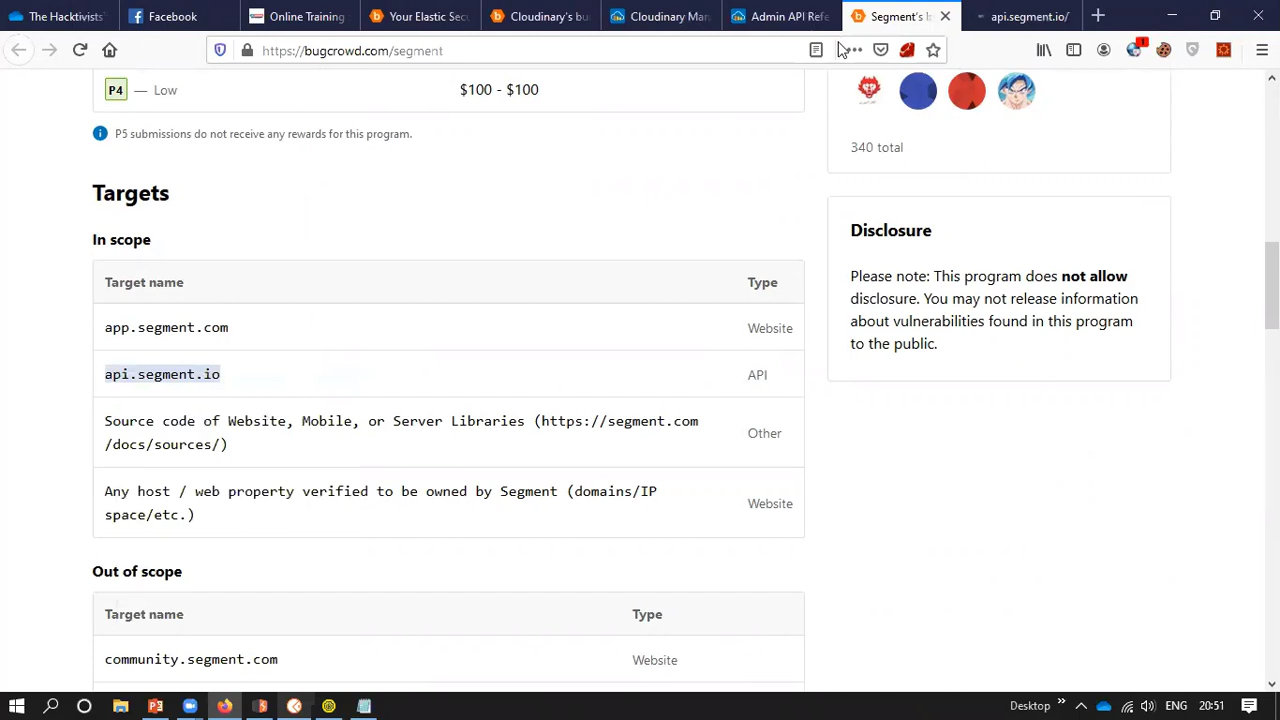 The Hacktivists
Facebook
Online Training
Your Elastic Secu
Cloudinary's bu
Cloudinary Man
Admin API Refe
Segment's
api.segment.io/
https://bugcrowd.com/segment
1
P4 — Low
$100 - $100
P5 submissions do not receive any rewards for this program.
340 total
Targets
In scope
Target name
Type
app.segment.com
Website
api.segment.io
API
Source code of Website, Mobile, or Server Libraries (https://segment.com
/docs/sources/)
Other
Any host / web property verified to be owned by Segment (domains/IP
space/etc.)
Website
Out of scope
Target name
Type
community.segment.com
Website
Disclosure
Please note: This program does not allow
disclosure. You may not release information
about vulnerabilities found in this program
to the public.
Desktop
ENG
20:51